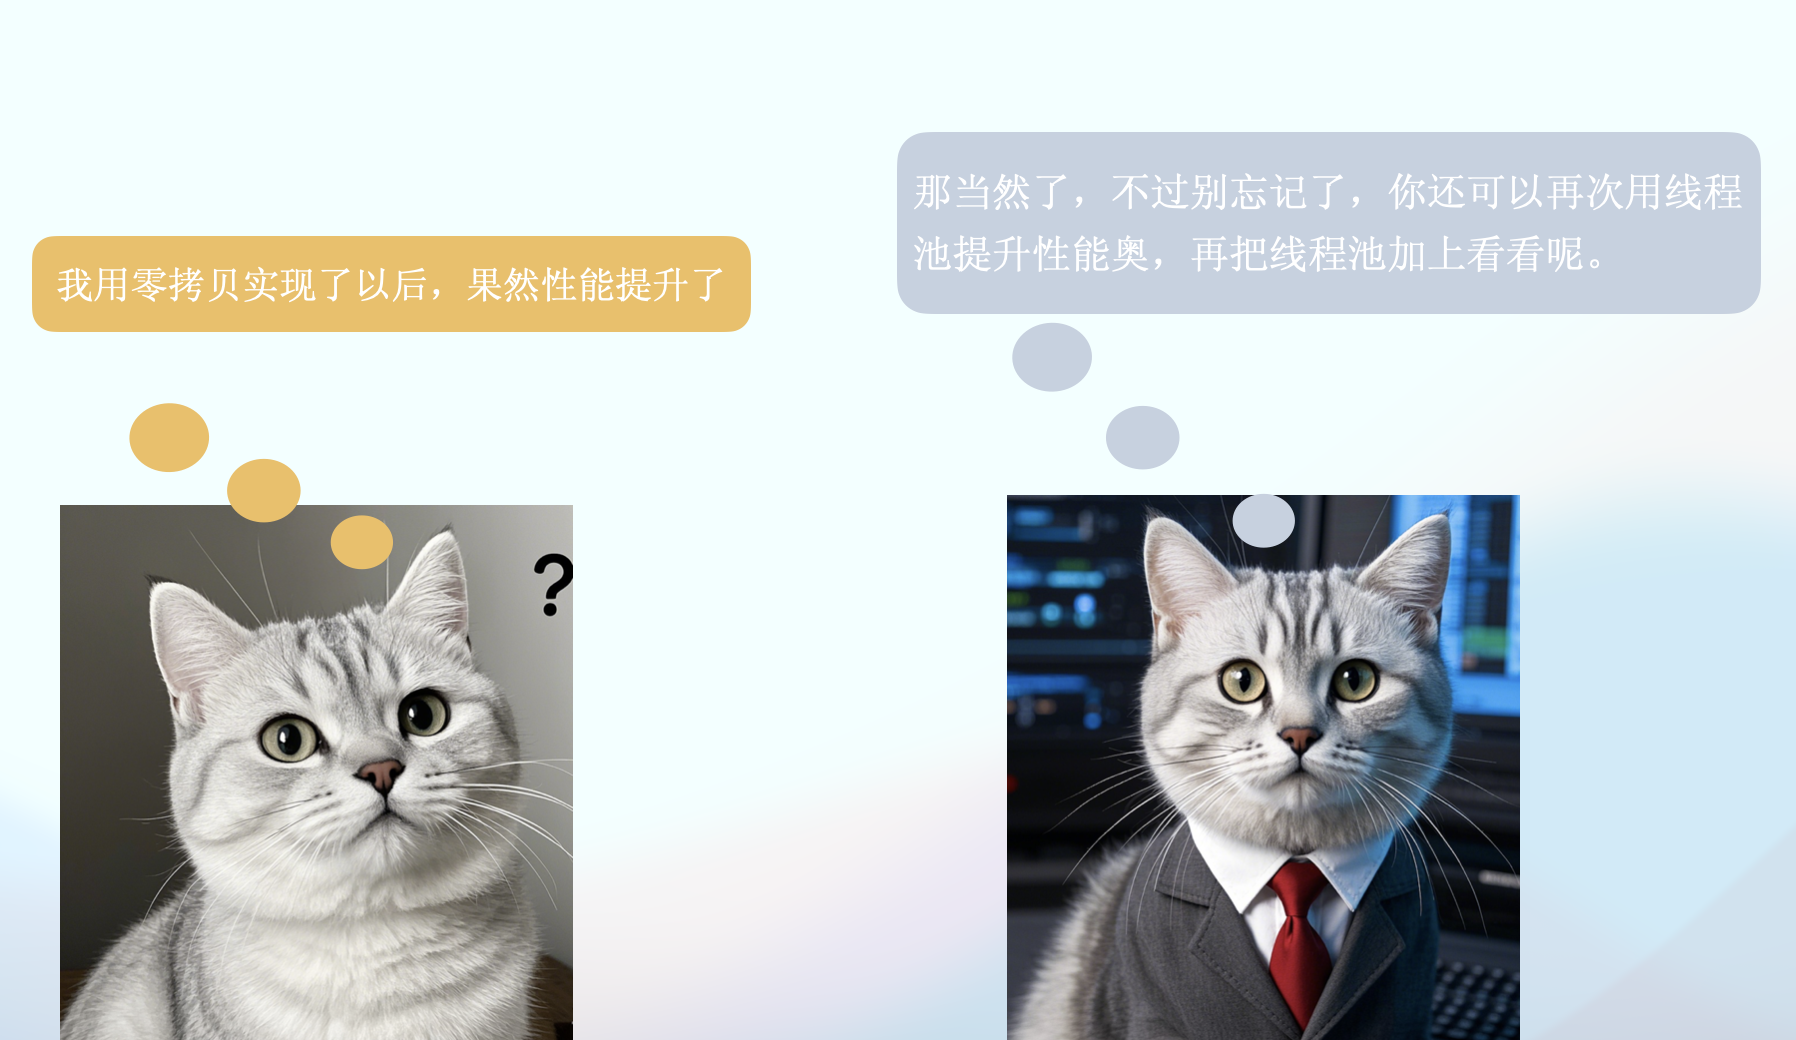 我用零拷贝实现了以后，果然性能提升了
那当然了，不过别忘记了，你还可以再次用线程
池提升性能奥，再把线程池加上看看呢。
?